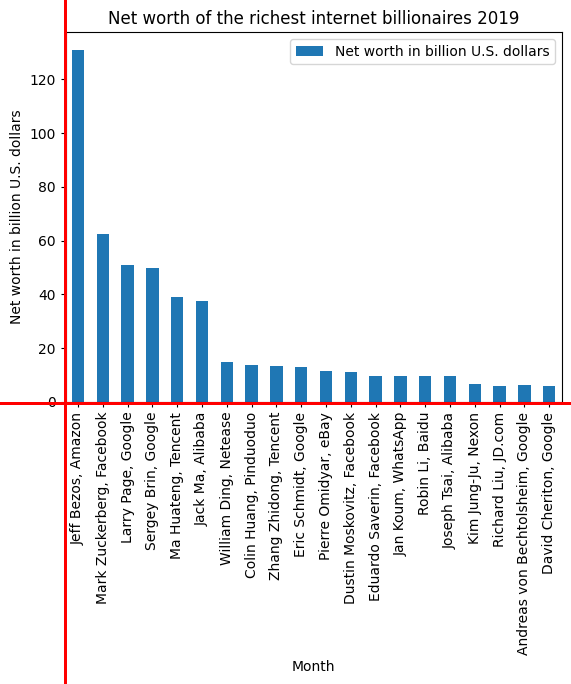 Net worth of the richest internet billionaires 2019
Net worth in billion U.S. dollars
Net worth in billion U.S. dollars
120
100
80
60
40
20
0
Jeff Bezos, Amazon
Mark Zuckerberg, Facebook
Larry Page, Google
Sergey Brin, Google
Ma Huateng, Tencent
Jack Ma, Alibaba
William Ding, Netease
Colin Huang, Pinduoduo
Zhang Zhidong, Tencent
Eric Schmidt, Google
Pierre Omidyar, eBay
Dustin Moskovitz, Facebook
Eduardo Saverin, Facebook
Jan Koum, WhatsApp
Robin Li, Baidu
Joseph Tsai, Alibaba
Kim Jung-Ju, Nexon
Richard Liu, JD.com
Andreas von Bechtolsheim, Google
David Cheriton, Google
Month